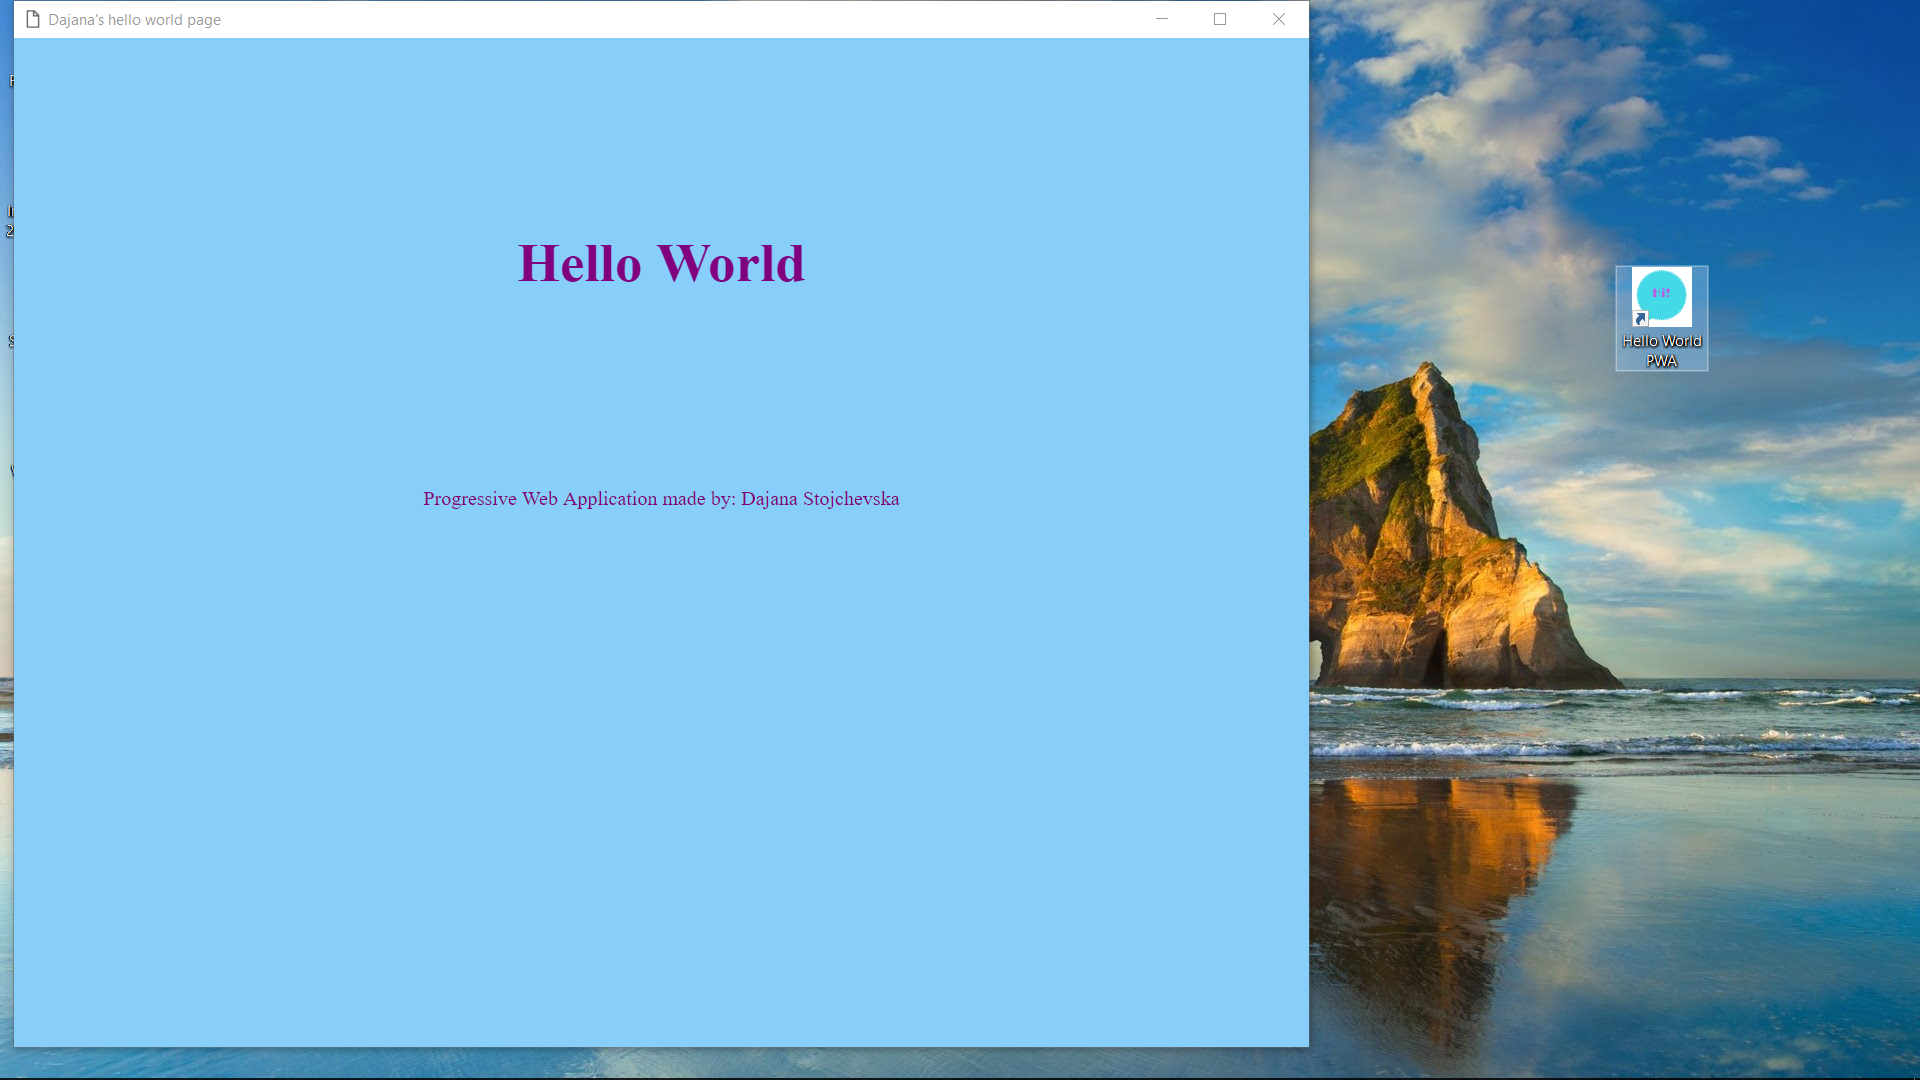 Dajana's hello world page
Hello World
Progressive Web Application made by: Dajana Stojchevska
Hi!
Hello World
PWA